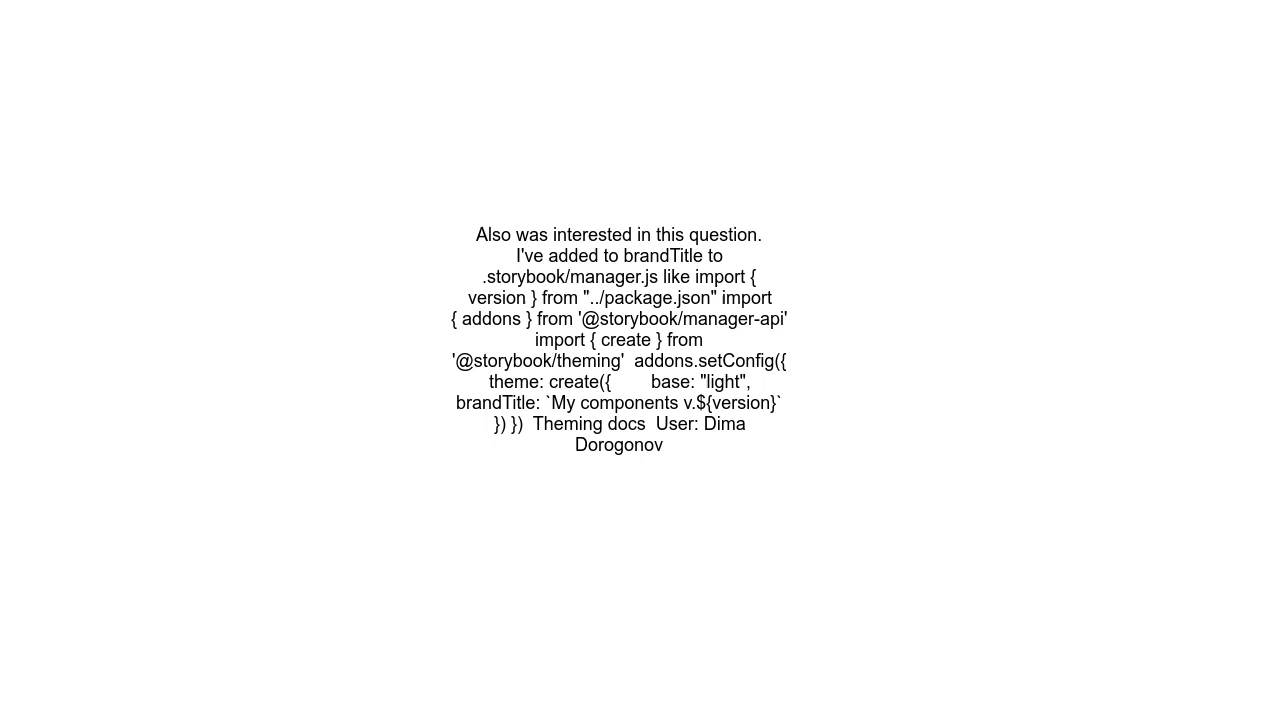 Also was interested in this question.
I've added to brandTitle to
.storybook/manager.js like import {
version } from "../package.json" import
{ addons } from '@storybook/manager-api'
import { create } from
'@storybook/theming'  addons.setConfig({
theme: create({        base: "light",
brandTitle: `My components v.${version}`
}) })  Theming docs  User: Dima
Dorogonov